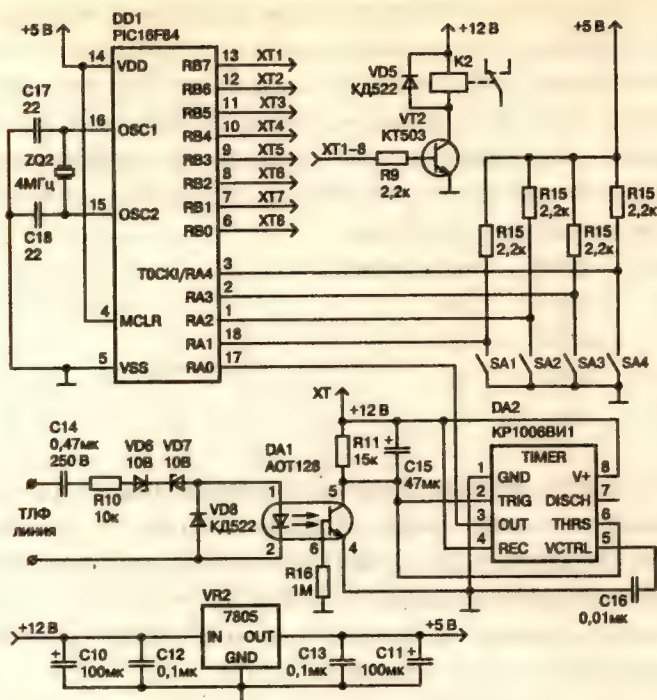 DD1
PIC16F84
+5 В
14
VDD
RB7
13
XT1
RB6
12
XT2
RB5
11
XT3
RB4
10
XT4
RB3
9
XT5
RB2
8
XT6
RB1
7
XT7
RB0
6
XT8
C17
22
16
OSC1
ZQ2
4МГц
15
OSC2
C18
22
T0CKI/RA4
3
RA3
2
4
MCLR
RA2
1
RA1
18
5
VSS
RA0
17
+12 В
K2
VD5
КД522
VT2
КТ503
XT1-8
R9
2,2к
+5 В
R15
2,2к
R15
2,2к
R15
2,2к
R15
2,2к
SA1
SA2
SA3
SA4
C14
0,47мк
250 В
VD6
10В
VD7
10В
R10
10к
ТЛФ
линия
VD8
КД522
DA1
АОТ128
1
2
5
6
4
R16
1М
XT
+12 В
R11
15к
+
C15
47мк
DA2
КР1006ВИ1
TIMER
1
GND
V+
8
2
TRIG
DISCH
7
3
OUT
THRS
6
4
REC
VCTRL
5
C16
0,01мк
+12 В
VR2
7805
IN
OUT
GND
+5 В
+
C10
100мк
C12
0,1мк
C13
0,1мк
C11
+
100мк